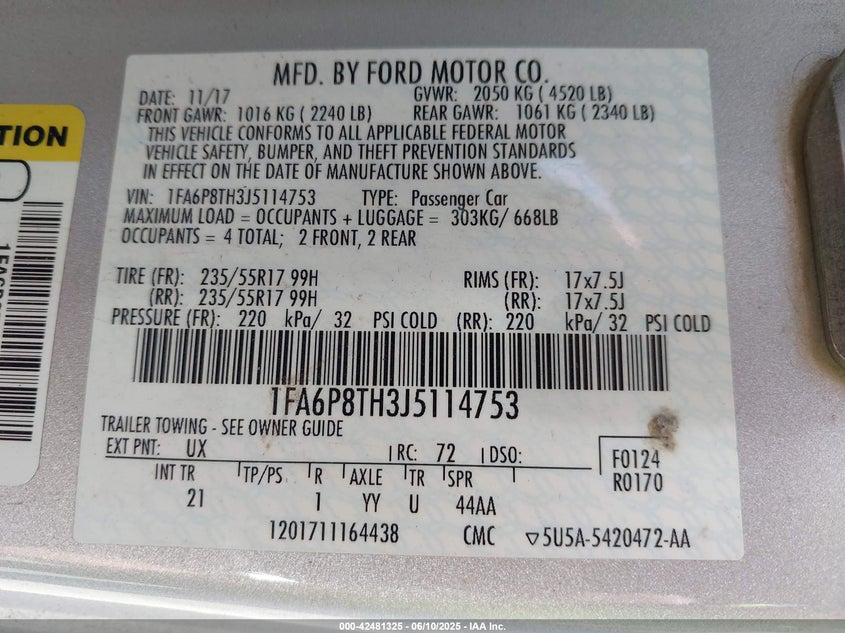 MFD. BY FORD MOTOR CO.
DATE: 11/17 GVWR: 2050 KG ( 4520 LB)
FRONT GAWR: 1016 KG ( 2240 LB) REAR GAWR: 1061 KG ( 2340 LB)
THIS VEHICLE CONFORMS TO ALL APPLICABLE FEDERAL MOTOR
VEHICLE SAFETY, BUMPER, AND THEFT PREVENTION STANDARDS
IN EFFECT ON THE DATE OF MANUFACTURE SHOWN ABOVE.
VIN: 1FA6P8TH3J5114753 TYPE: Passenger Car
MAXIMUM LOAD = OCCUPANTS + LUGGAGE = 303KG/ 668LB
OCCUPANTS = 4 TOTAL; 2 FRONT, 2 REAR
TIRE (FR): 235/55R17 99H RIMS (FR): 17x7.5J
(RR): 235/55R17 99H (RR): 17x7.5J
PRESSURE (FR): 220 kPa/ 32 PSI COLD (RR): 220 kPa/ 32 PSI COLD
1FA6P8TH3J5114753
TRAILER TOWING - SEE OWNER GUIDE
EXT PNT: UX RC: 72 DSO: F0124
R0170
INT TR TP/PS R AXLE TR SPR
21 1 YY U 44AA
1201711164438 CMC ▽5U5A-5420472-AA
TION
000-42481325 - 06/10/2025 - IAA Inc.